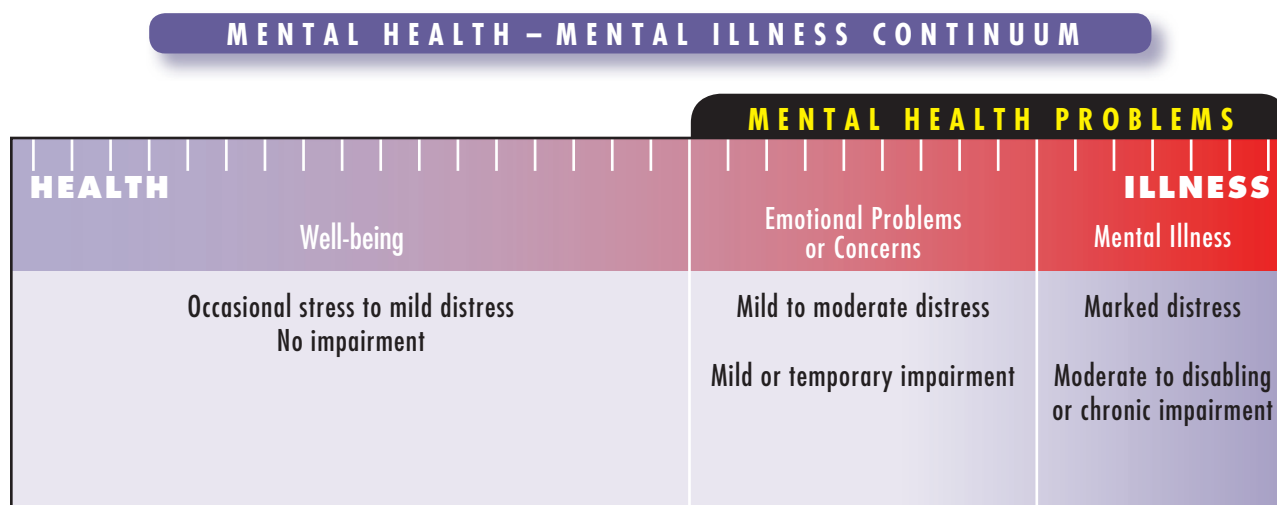 MENTAL HEALTH – MENTAL ILLNESS CONTINUUM
MENTAL HEALTH PROBLEMS
HEALTH
ILLNESS
Well-being
Emotional Problems
or Concerns
Mental Illness
Occasional stress to mild distress
No impairment
Mild to moderate distress
Mild or temporary impairment
Marked distress
Moderate to disabling
or chronic impairment